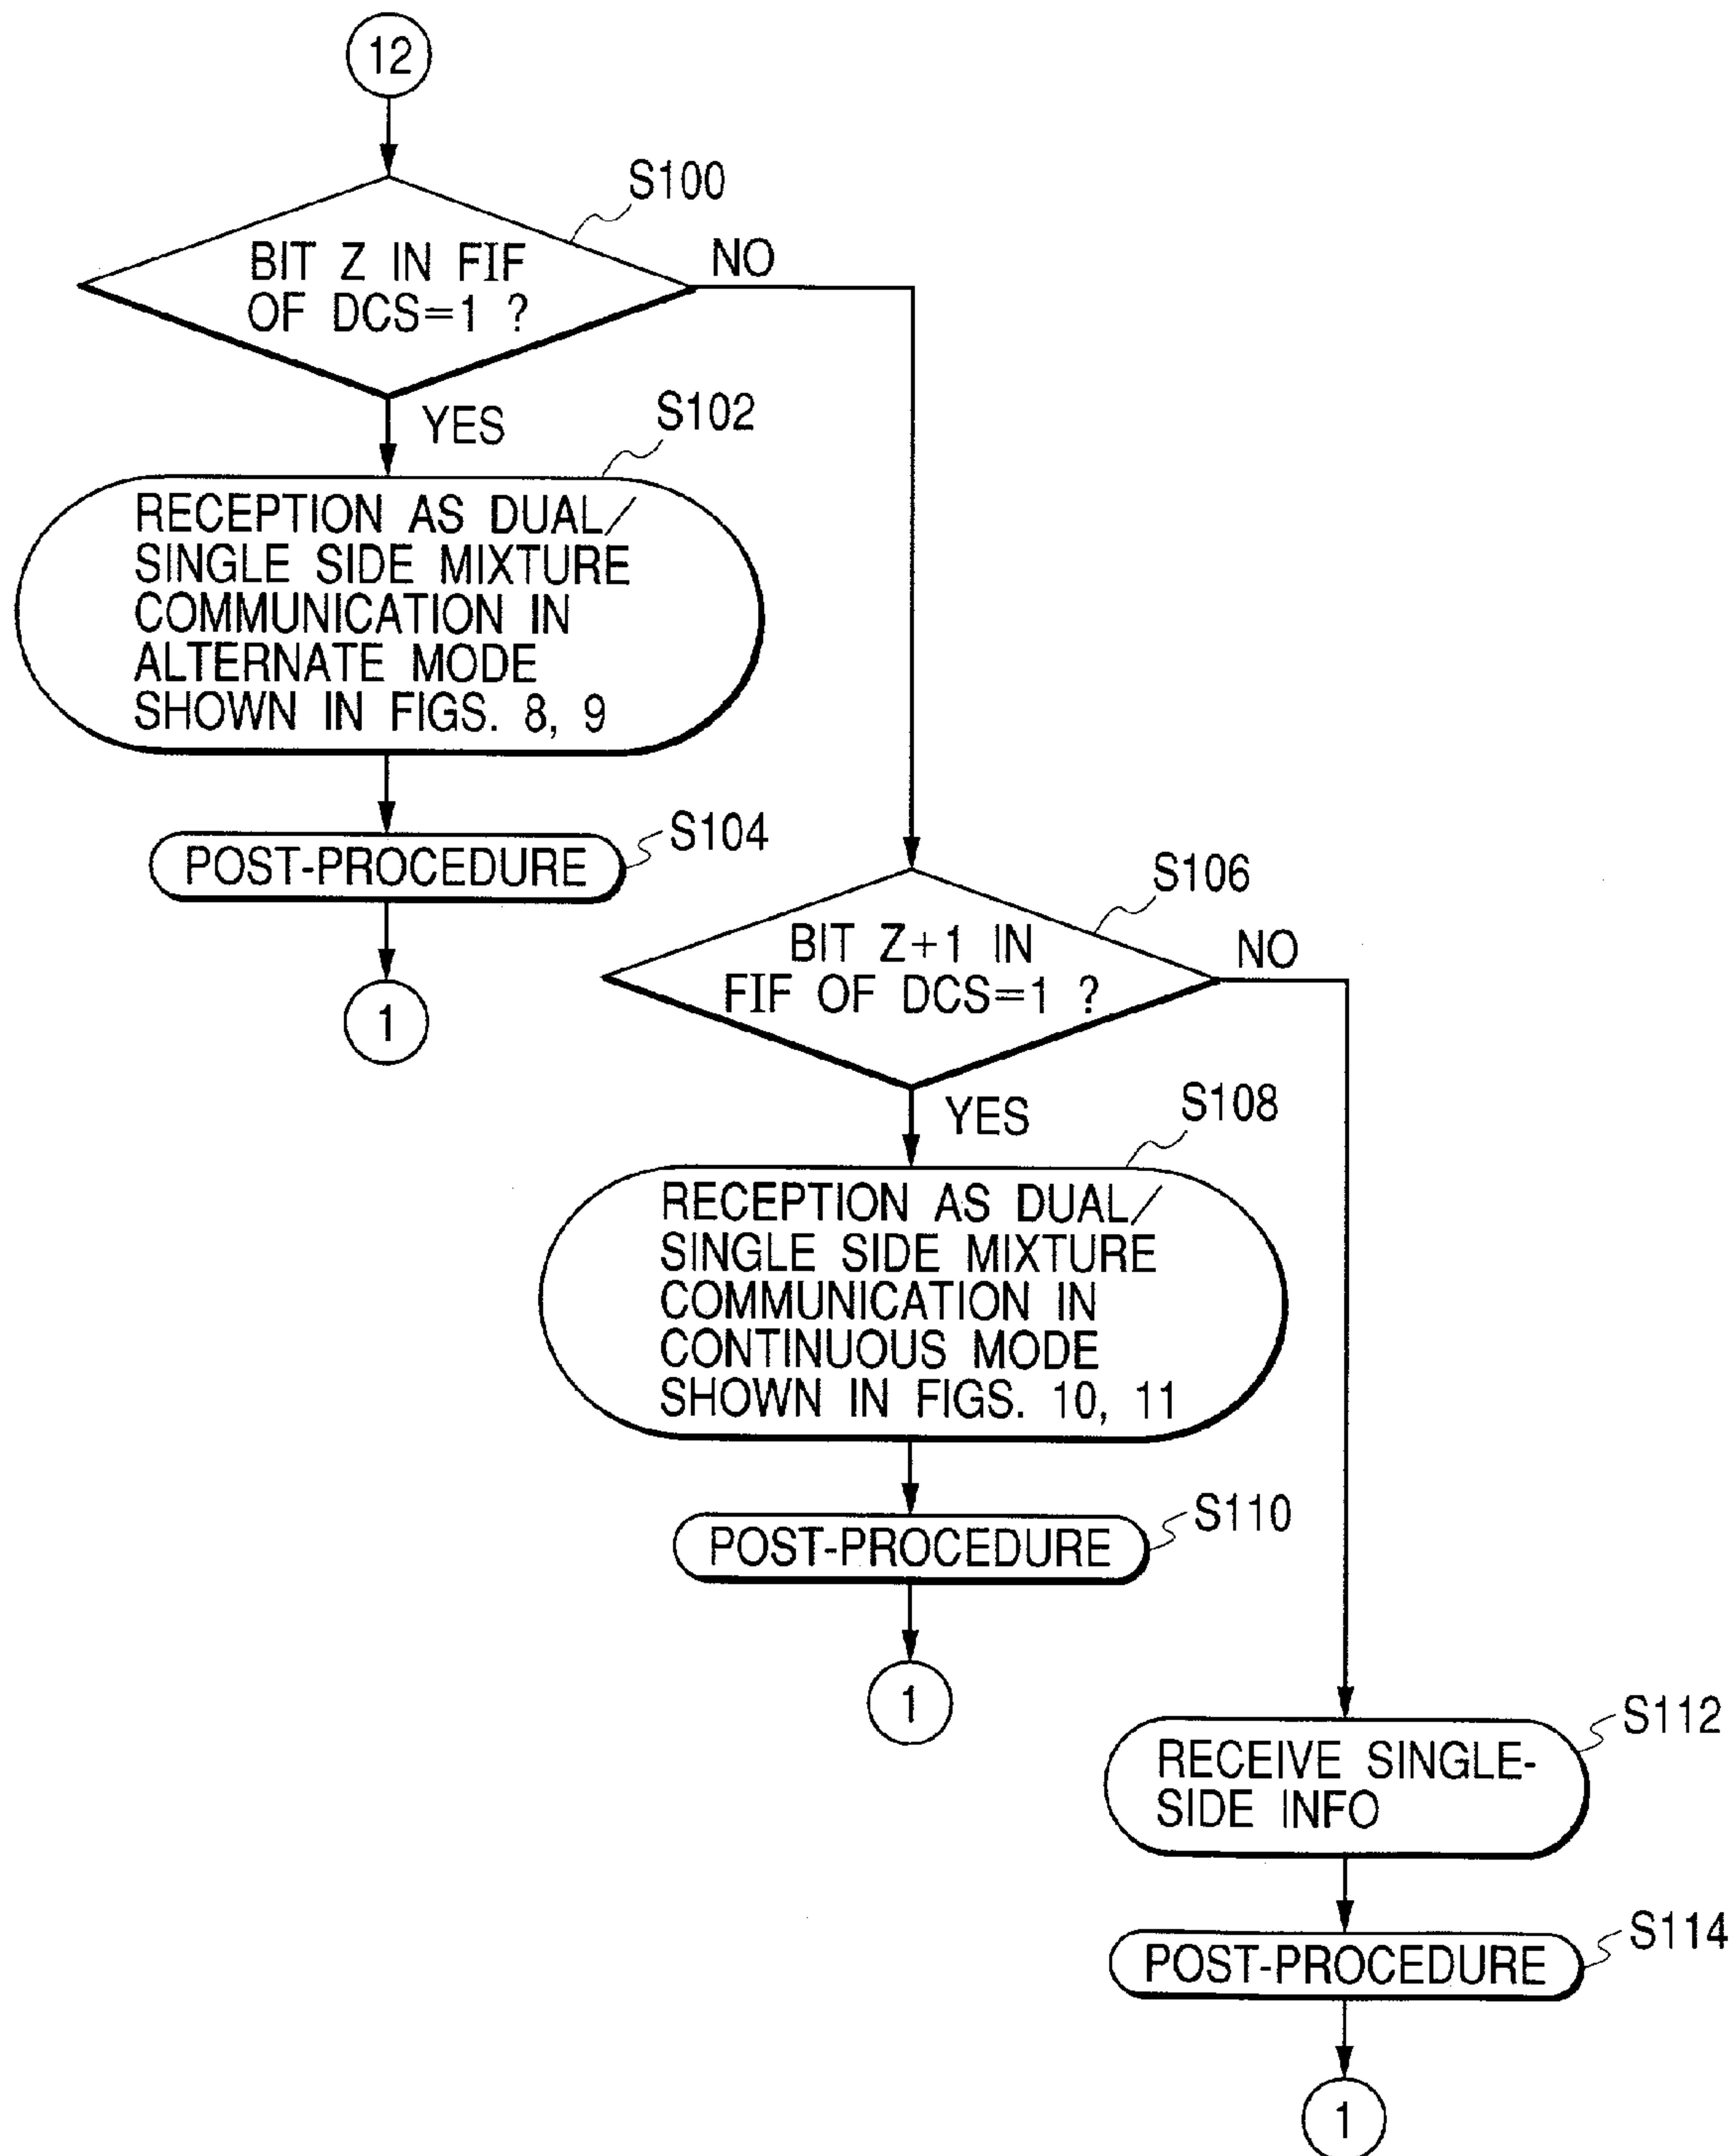 12
S100
BIT Z IN FIF
OF DCS=1 ?
NO
YES
S102
RECEPTION AS DUAL/
SINGLE SIDE MIXTURE
COMMUNICATION IN
ALTERNATE MODE
SHOWN IN FIGS. 8, 9
S104
POST-PROCEDURE
1
S106
BIT Z+1 IN
FIF OF DCS=1 ?
NO
YES
S108
RECEPTION AS DUAL/
SINGLE SIDE MIXTURE
COMMUNICATION IN
CONTINUOUS MODE
SHOWN IN FIGS. 10, 11
S110
POST-PROCEDURE
1
S112
RECEIVE SINGLE-
SIDE INFO
S114
POST-PROCEDURE
1